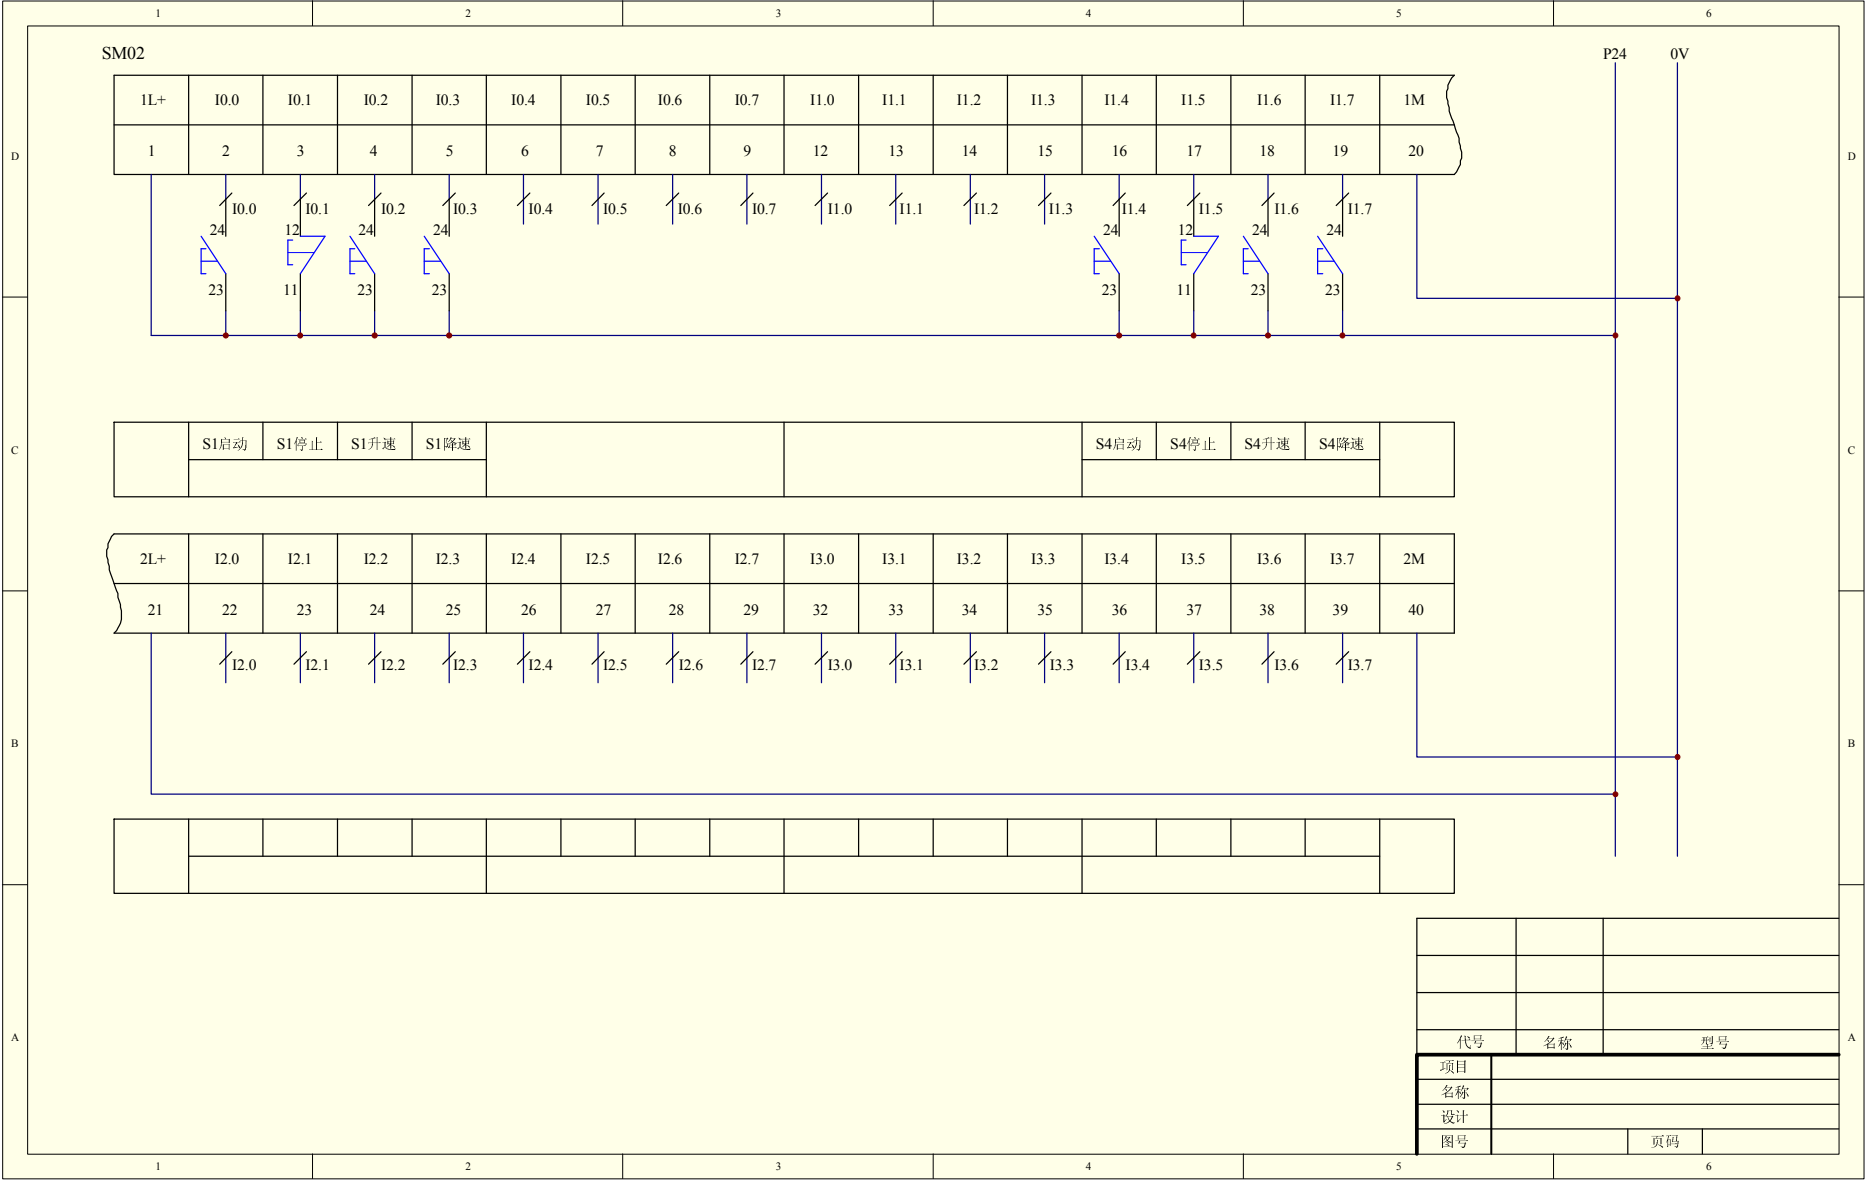 1 2 3 4 5 6
SM02 P24 0V
1L+ I0.0 I0.1 I0.2 I0.3 I0.4 I0.5 I0.6 I0.7 I1.0 I1.1 I1.2 I1.3 I1.4 I1.5 I1.6 I1.7 1M
D 1 2 3 4 5 6 7 8 9 12 13 14 15 16 17 18 19 20 D
I0.0 I0.1 I0.2 I0.3 I0.4 I0.5 I0.6 I0.7 I1.0 I1.1 I1.2 I1.3 I1.4 I1.5 I1.6 I1.7
24 12 24 24 24 12 24 24
23 11 23 23 23 11 23 23
C S1启动 S1停止 S1升速 S1降速 S4启动 S4停止 S4升速 S4降速 C
2L+ I2.0 I2.1 I2.2 I2.3 I2.4 I2.5 I2.6 I2.7 I3.0 I3.1 I3.2 I3.3 I3.4 I3.5 I3.6 I3.7 2M
21 22 23 24 25 26 27 28 29 32 33 34 35 36 37 38 39 40
I2.0 I2.1 I2.2 I2.3 I2.4 I2.5 I2.6 I2.7 I3.0 I3.1 I3.2 I3.3 I3.4 I3.5 I3.6 I3.7
B B
A 代号 名称 型号 A
项目
名称
设计
图号 页码
1 2 3 4 5 6